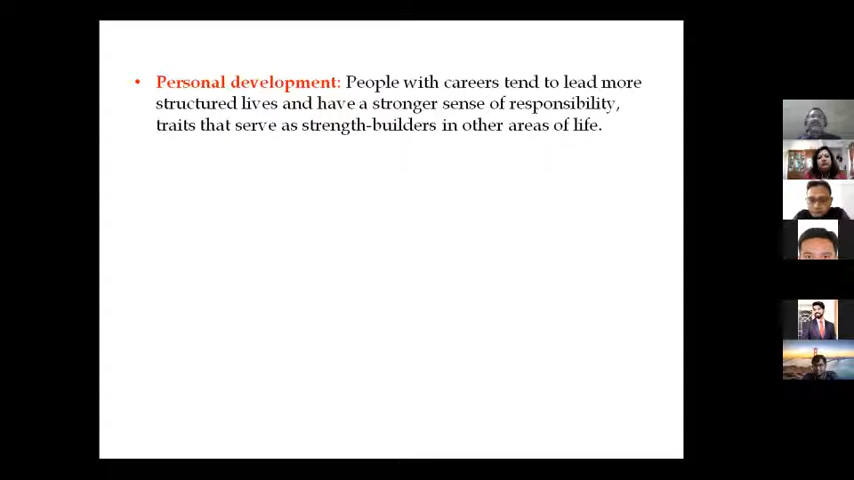 • Personal development: People with careers tend to lead more
structured lives and have a stronger sense of responsibility,
traits that serve as strength-builders in other areas of life.